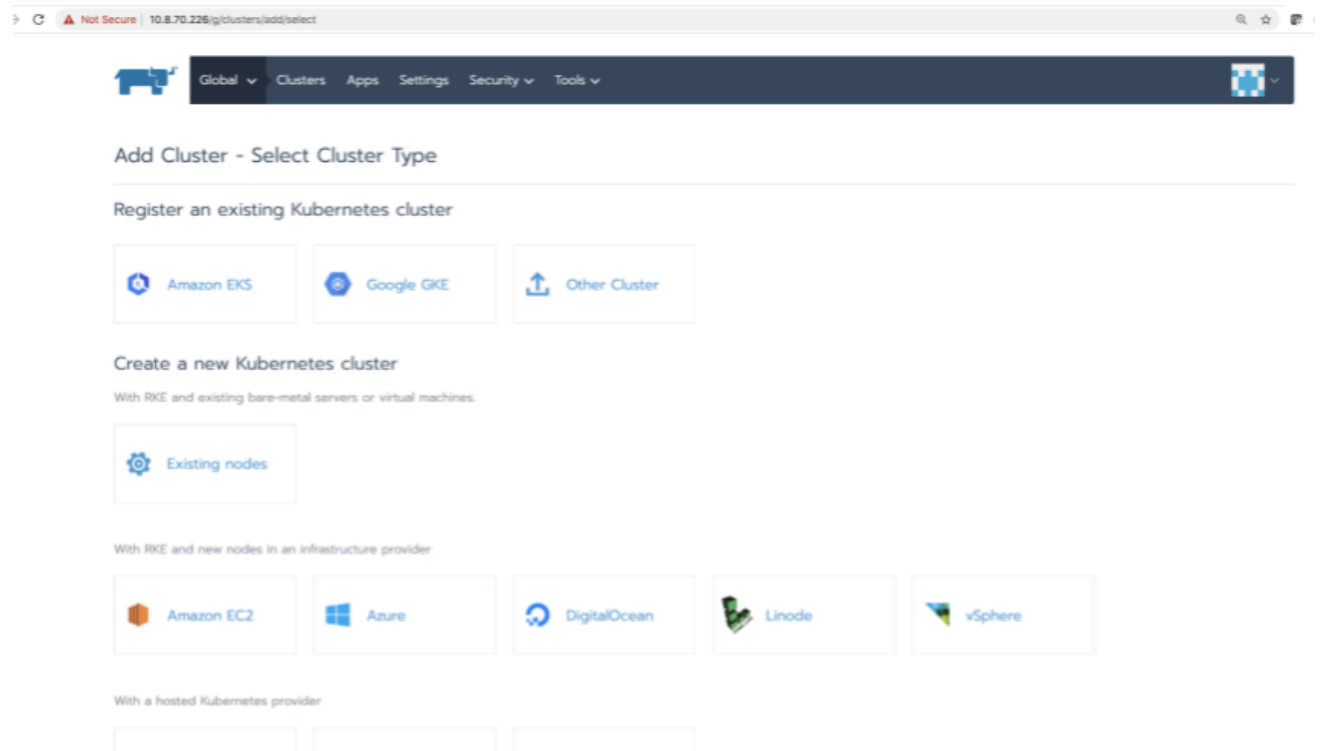 Not Secure 10.8.70.226/g/clusters/add/select
Global Clusters Apps Settings Security Tools
Add Cluster - Select Cluster Type
Register an existing Kubernetes cluster
Amazon EKS Google GKE Other Cluster
Create a new Kubernetes cluster
With RKE and existing bare-metal servers or virtual machines.
Existing nodes
With RKE and new nodes in an infrastructure provider
Amazon EC2 Azure DigitalOcean Linode vSphere
With a hosted Kubernetes provider